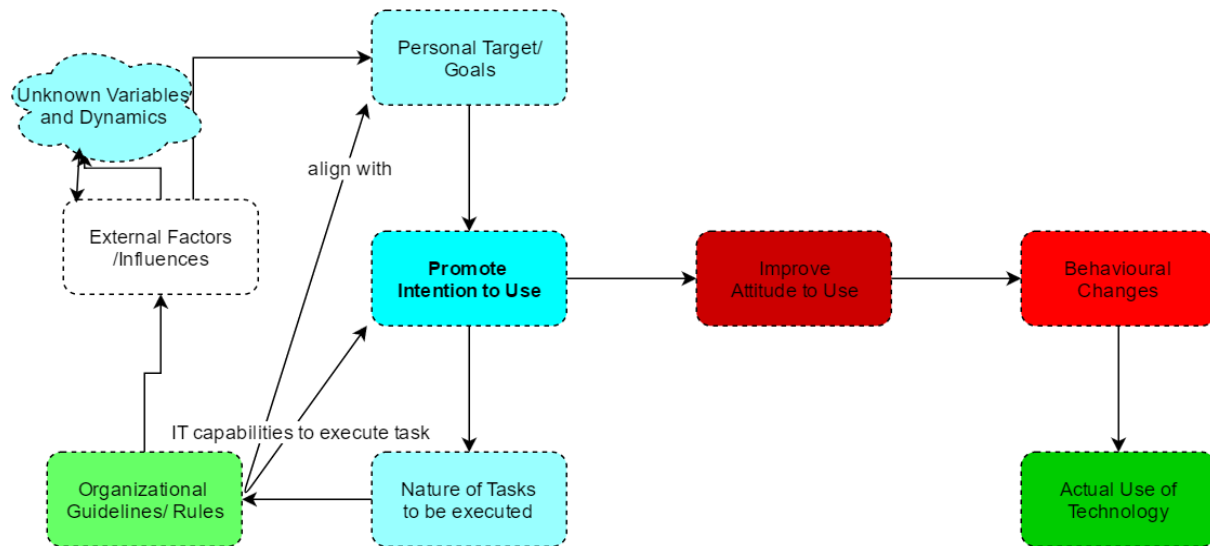 Personal Target/
Goals
Unknown Variables
and Dynamics
align with
External Factors
/Influences
Promote
Intention to Use
Improve
Attitude to Use
Behavioural
Changes
IT capabilities to execute task
Organizational
Guidelines/ Rules
Nature of Tasks
to be executed
Actual Use of
Technology